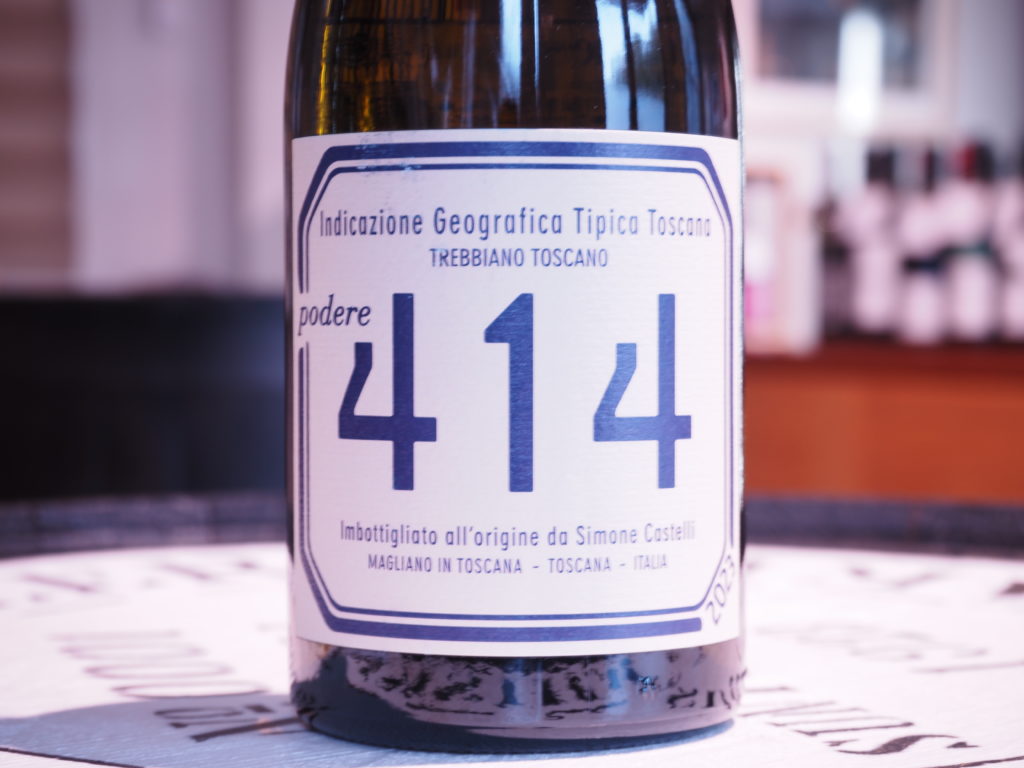 Indicazione Geografica Tipica Toscana
TREBBIANO TOSCANO
podere
414
Imbottigliato all'origine da Simone Castelli
MAGLIANO IN TOSCANA - TOSCANA - ITALIA
2023